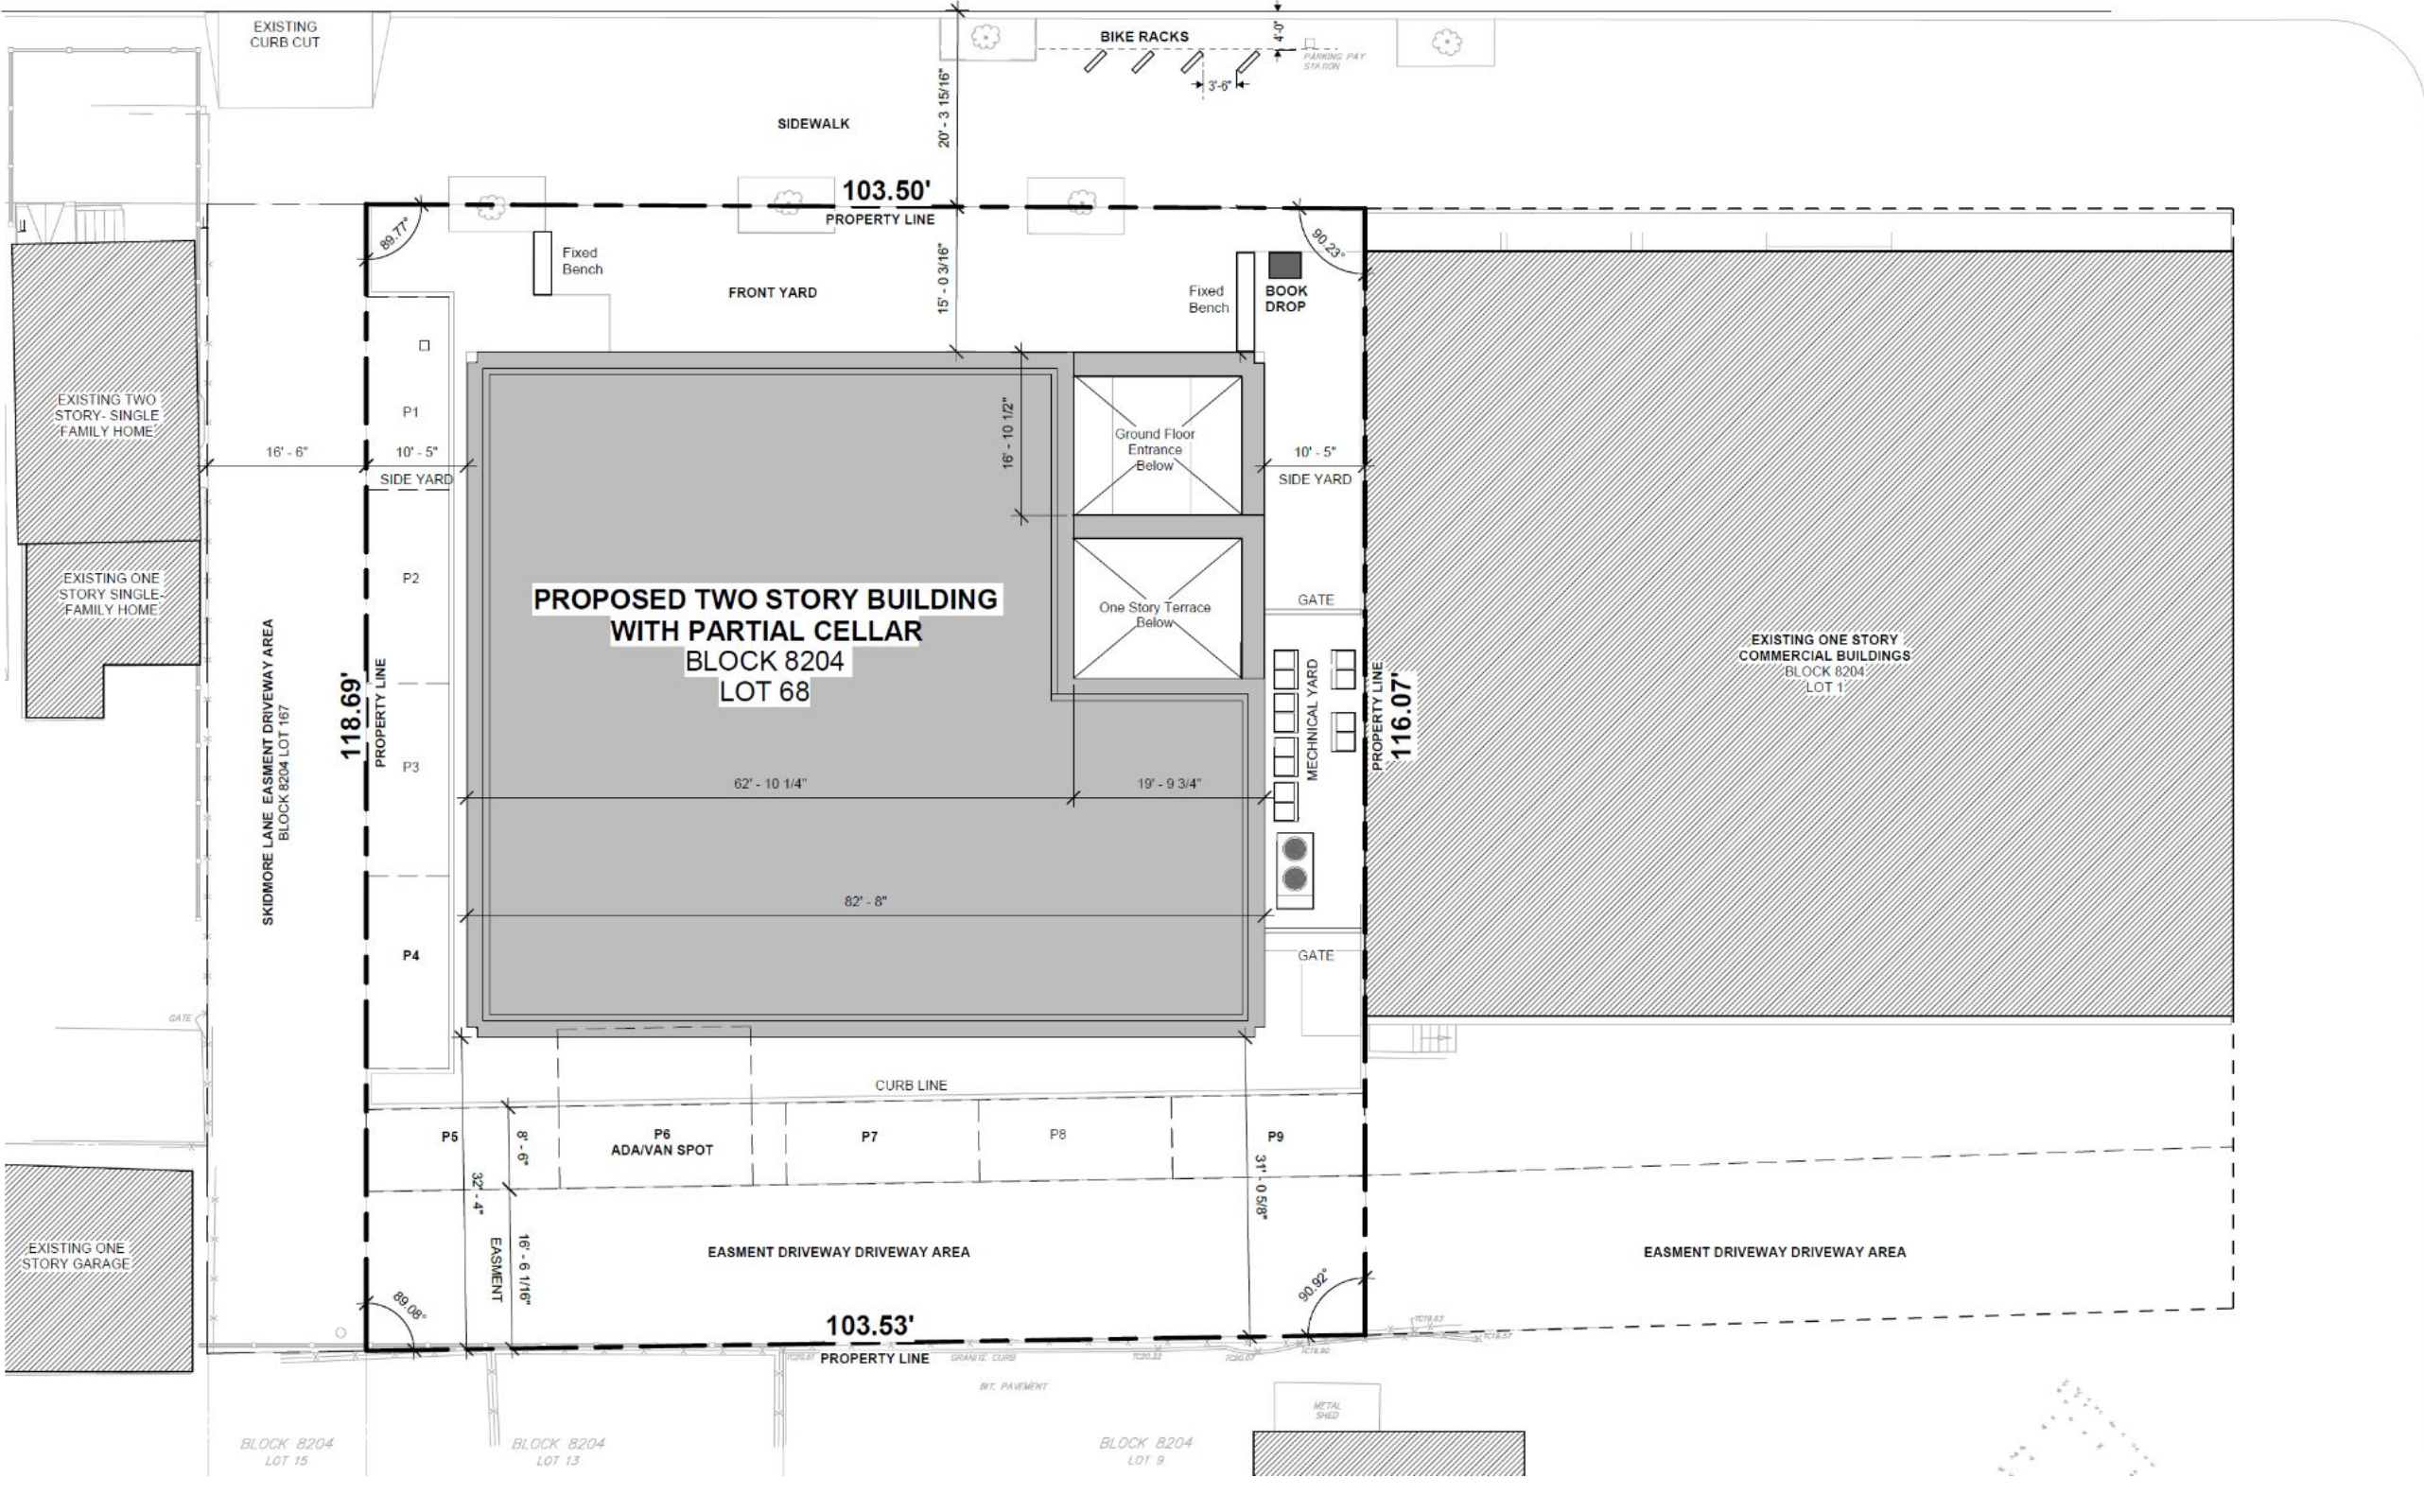 EXISTING
CURB CUT
BIKE RACKS
4'-0"
PARKING PAY
STATION
3'-6"
20' - 3 15/16"
SIDEWALK
103.50'
PROPERTY LINE
89.77°
90.23°
Fixed
Bench
FRONT YARD
15' - 0 3/16"
Fixed
Bench
BOOK
DROP
EXISTING TWO
STORY- SINGLE
FAMILY HOME
P1
16' - 6"
10' - 5"
SIDE YARD
16' - 10 1/2"
Ground Floor
Entrance
Below
10' - 5"
SIDE YARD
EXISTING ONE
STORY SINGLE-
FAMILY HOME
P2
PROPOSED TWO STORY BUILDING
WITH PARTIAL CELLAR
BLOCK 8204
LOT 68
One Story Terrace
Below
GATE
SKIDMORE LANE EASMENT DRIVEWAY AREA
BLOCK 8204 LOT 167
118.69'
PROPERTY LINE
MECHNICAL YARD
PROPERTY LINE
116.07'
EXISTING ONE STORY
COMMERCIAL BUILDINGS
BLOCK 8204
LOT 1
P3
62' - 10 1/4"
19' - 9 3/4"
82' - 8"
P4
GATE
GATE
CURB LINE
P5
8' - 6"
P6
ADA/VAN SPOT
P7
P8
P9
32' - 4"
31' - 0 5/8"
EASMENT
16' - 6 1/16"
EASMENT DRIVEWAY DRIVEWAY AREA
EASMENT DRIVEWAY DRIVEWAY AREA
EXISTING ONE
STORY GARAGE
89.08°
90.92°
103.53'
PROPERTY LINE
GRANITE CURB
BIT. PAVEMENT
METAL
SHED
BLOCK 8204
LOT 15
BLOCK 8204
LOT 13
BLOCK 8204
LOT 9